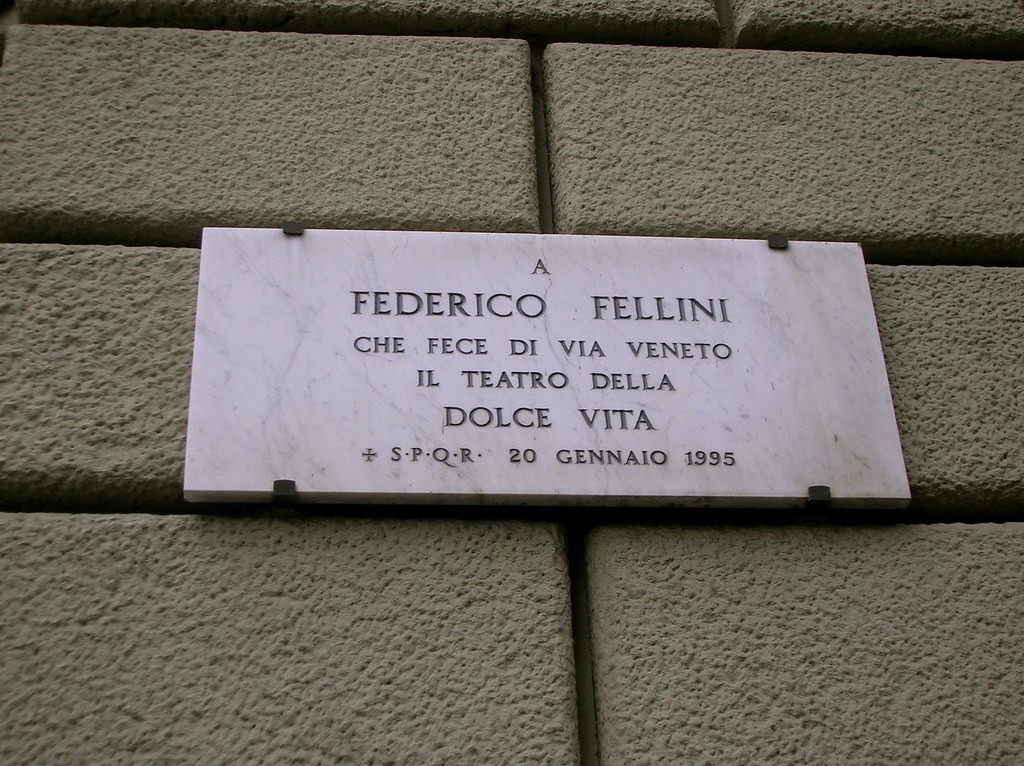 A
FEDERICO FELLINI
CHE FECE DI VIA VENETO
IL TEATRO DELLA
DOLCE VITA
✢ S·P·Q·R· 20 GENNAIO 1995